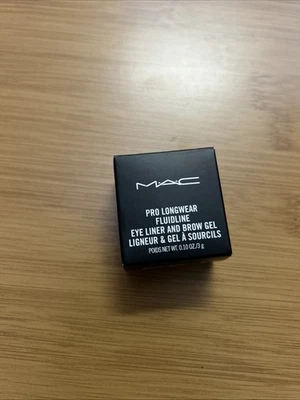 MAC
PRO LONGWEAR
FLUIDLINE
EYE LINER AND BROW GEL
LIGNEUR & GEL À SOURCILS
POIDS NET WT. 0.10 OZ./3 g